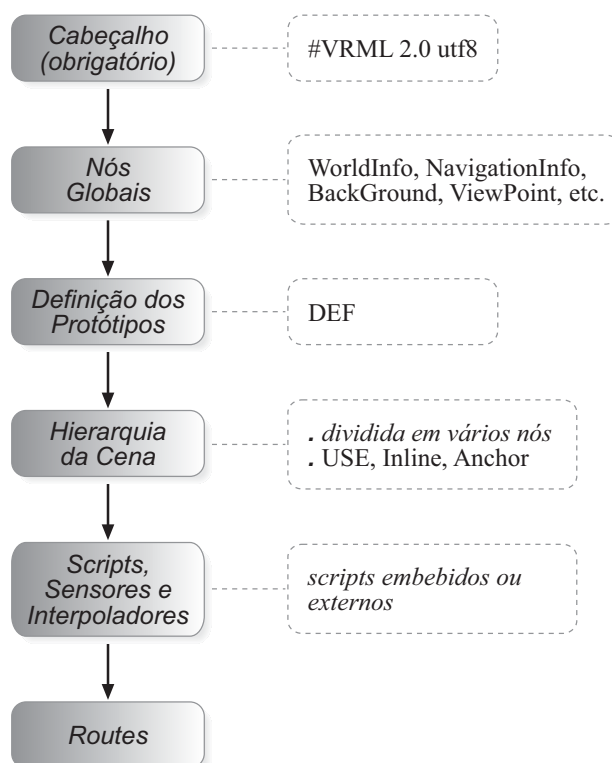 Cabeçalho
(obrigatório)
#VRML 2.0 utf8
Nós
Globais
WorldInfo, NavigationInfo,
BackGround, ViewPoint, etc.
Definição dos
Protótipos
DEF
Hierarquia
da Cena
. dividida em vários nós
. USE, Inline, Anchor
Scripts,
Sensores e
Interpoladores
scripts embebidos ou
externos
Routes